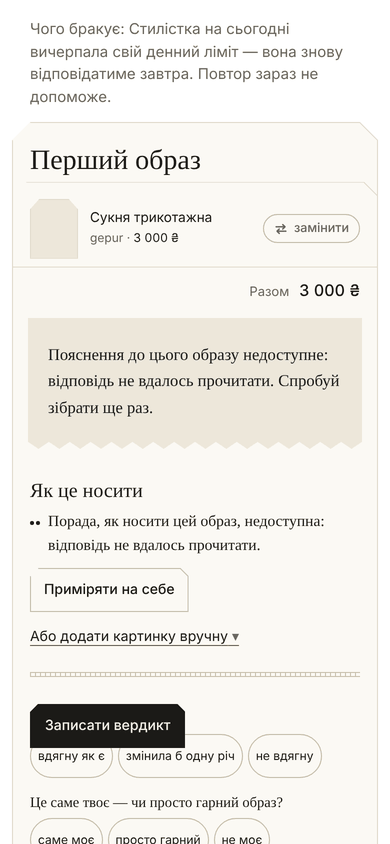 Чого бракує: Стилістка на сьогодні
вичерпала свій денний ліміт — вона знову
відповідатиме завтра. Повтор зараз не
допоможе.
Перший образ
Сукня трикотажна
gepur · 3 000 ₴
⇄ замінити
Разом 3 000 ₴
Пояснення до цього образу недоступне:
відповідь не вдалось прочитати. Спробуй
зібрати ще раз.
Як це носити
Порада, як носити цей образ, недоступна:
відповідь не вдалось прочитати.
Приміряти на себе
Або додати картинку вручну ▾
Записати вердикт
вдягну як є
змінила б одну річ
не вдягну
Це саме твоє — чи просто гарний образ?
саме моє
просто гарний
не моє